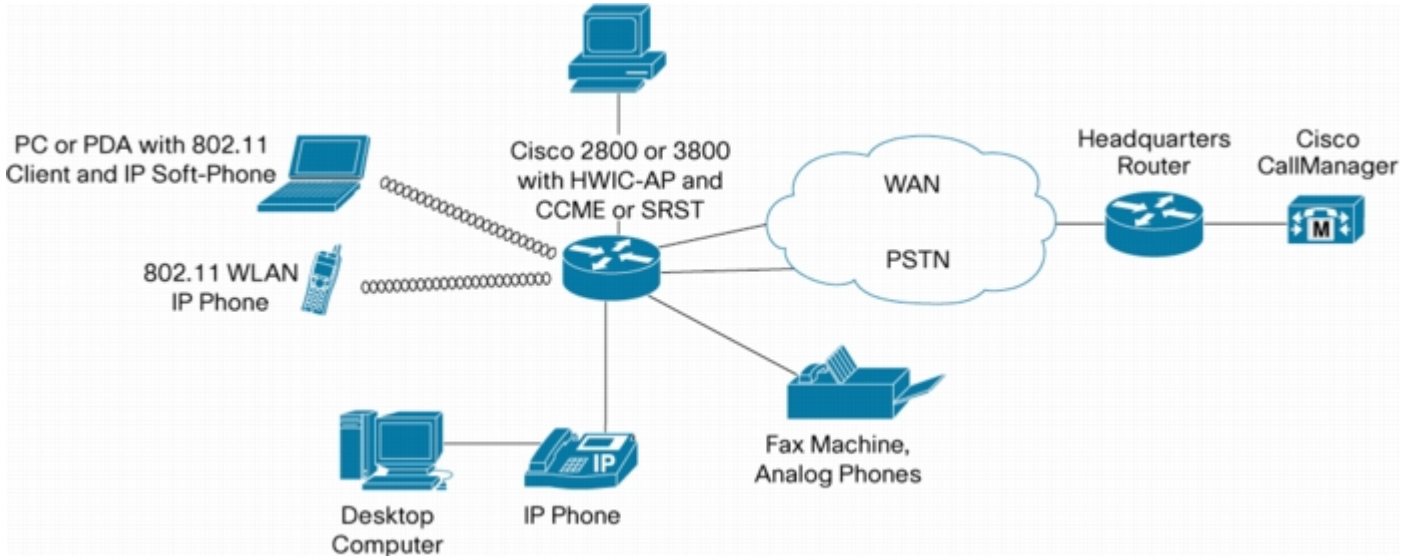 PC or PDA with 802.11
Client and IP Soft-Phone
802.11 WLAN
IP Phone
Cisco 2800 or 3800
with HWIC-AP and
CCME or SRST
WAN
PSTN
Headquarters
Router
Cisco
CallManager
M
Desktop
Computer
IP
IP Phone
Fax Machine,
Analog Phones